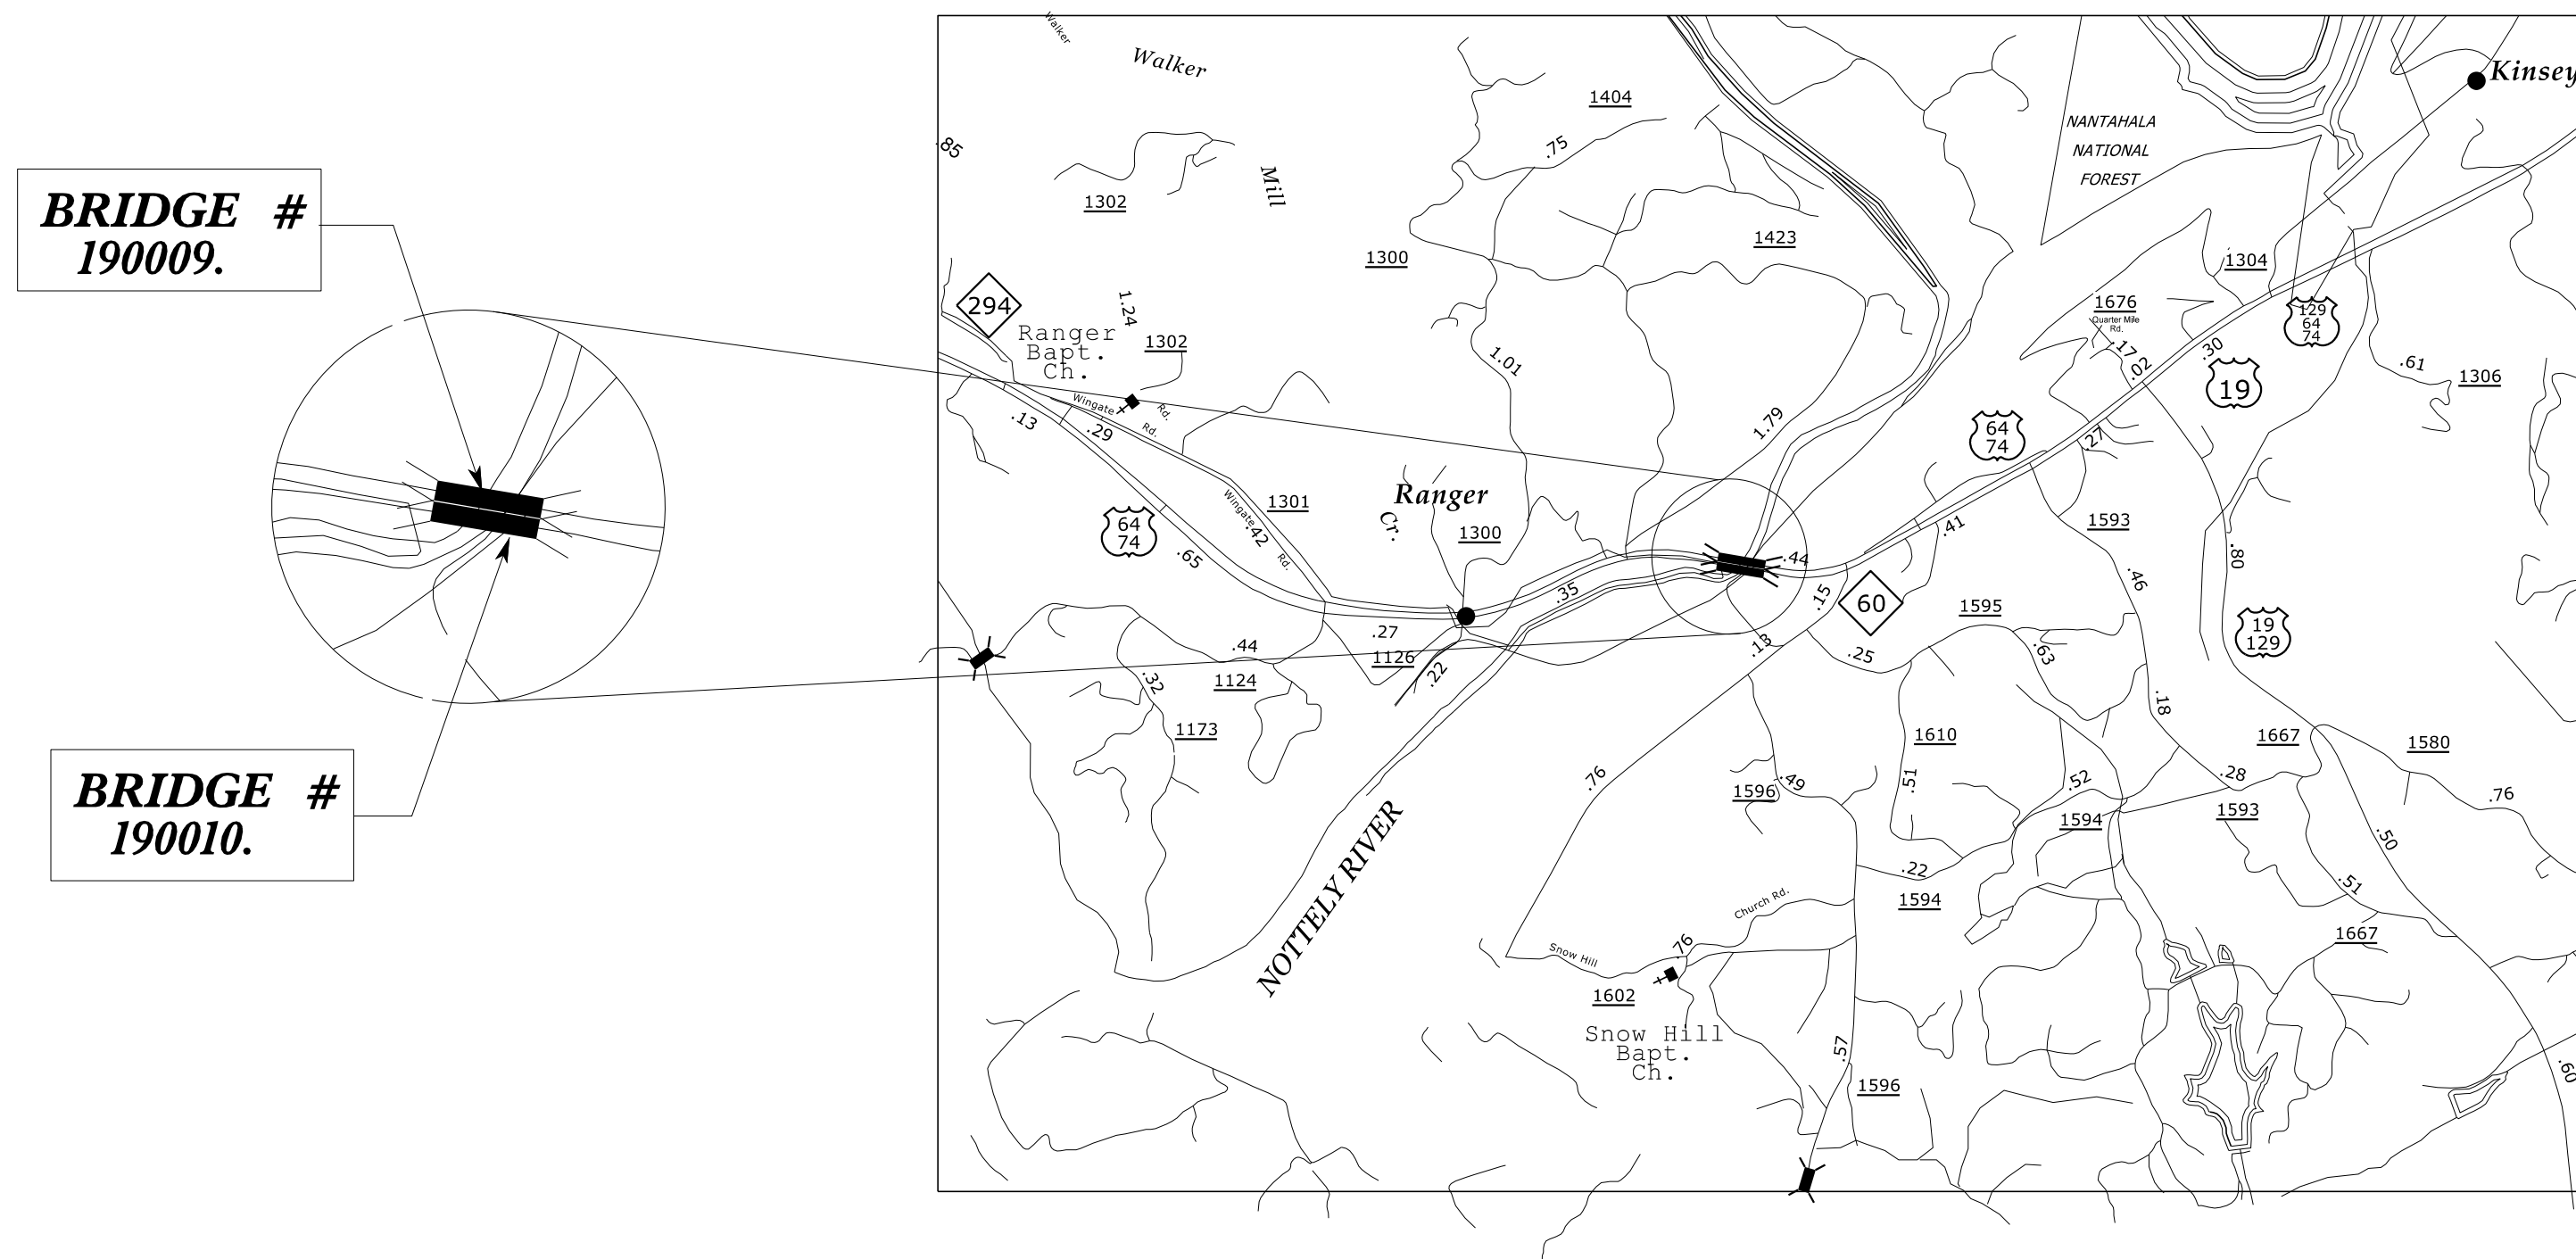 BRIDGE #
190009.
BRIDGE #
190010.
Walker
Walker
Mill
.85
1302
1404
.75
1300
1423
NANTAHALA
NATIONAL
FOREST
Kinsey
1304
1676
Quarter Mile
Rd.
129
64
74
294
Ranger
Bapt.
Ch.
1.24
1302
.17
.02
.30
19
.61
1306
1.01
.13
Wingate
Rd.
.29
Rd.
1.79
64
74
.27
Ranger
Cr.
1301
Wingate
.42
Rd.
64
74
.65
1300
.41
1593
.44
.80
.46
.35
.15
60
1595
19
129
.27
.44
1126
.22
.13
.25
.63
.32
1124
.18
1173
1610
1667
1580
NOTTELY RIVER
.76
1596
.49
.51
.52
.28
1593
.76
1594
.50
.22
1594
.51
Church Rd.
1667
Snow Hill
.76
1602
Snow Hill
Bapt.
Ch.
.57
1596
.60